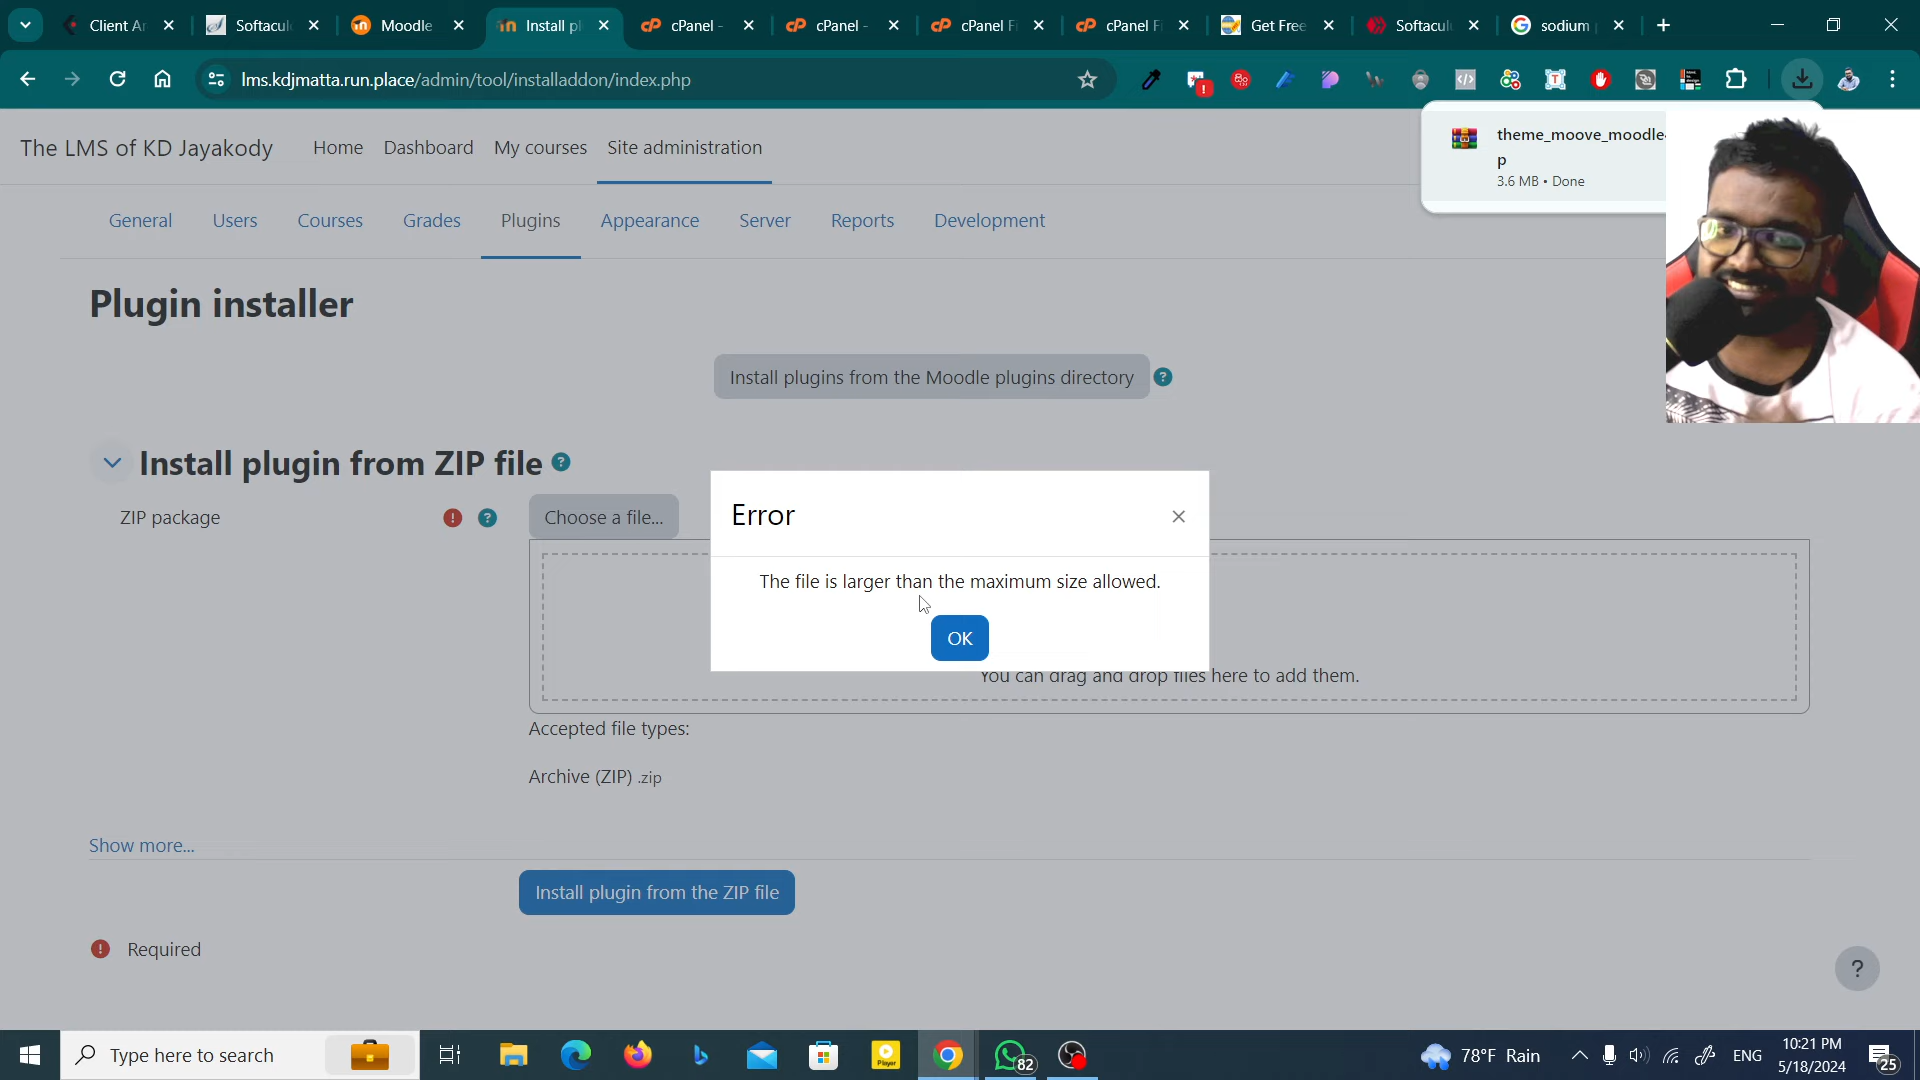 Client Ar
Softacul
Moodle
Install pl
cPanel -
cPanel -
cPanel Fi
cPanel Fi
Get Free
Softacul
sodium
lms.kdjmatta.run.place/admin/tool/installaddon/index.php
theme_moove_moodle
p
3.6 MB • Done
The LMS of KD Jayakody
Home
Dashboard
My courses
Site administration
General
Users
Courses
Grades
Plugins
Appearance
Server
Reports
Development
Plugin installer
Install plugins from the Moodle plugins directory
Install plugin from ZIP file
ZIP package
Choose a file...
Error
The file is larger than the maximum size allowed.
OK
You can drag and drop files here to add them.
Accepted file types:
Archive (ZIP) .zip
Show more...
Install plugin from the ZIP file
Required
Type here to search
82
78°F Rain
ENG
10:21 PM
5/18/2024
25